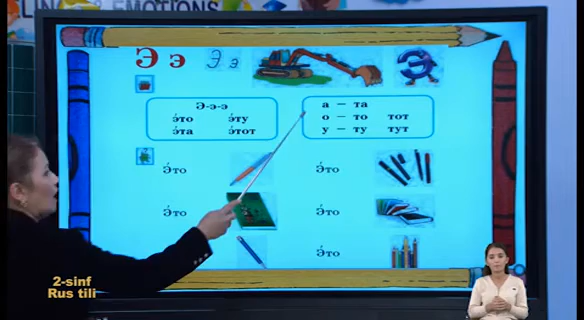 EMOTIONS
Э э Э э
Э
Э-э-э
э́то э́ту
э́та э́тот
а – та
о – то тот
у – ту тут
Э́то
Э́то
Э́то
Э́то
Э́то
Э́то
2-sinf
Rus tili